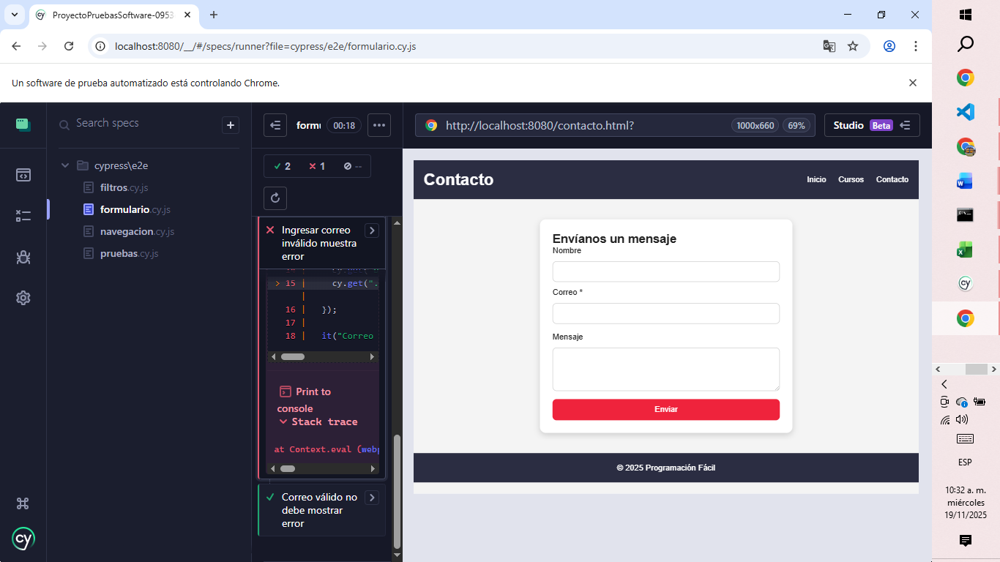 ProyectoPruebasSoftware-0953
localhost:8080/__/#/specs/runner?file=cypress/e2e/formulario.cy.js
Un software de prueba automatizado está controlando Chrome.
Search specs
cypress\e2e
filtros.cy.js
formulario.cy.js
navegacion.cy.js
pruebas.cy.js
cy
formu
00:18
2
1
--
Ingresar correo
inválido muestra
error
> 15 | cy.get(".
|
16 | });
17 |
18 | it("Correo
Print to
console
Stack trace
at Context.eval (webp
Correo válido no
debe mostrar
error
http://localhost:8080/contacto.html?
1000x660
69%
Studio
Beta
Contacto
Inicio
Cursos
Contacto
Envíanos un mensaje
Nombre
Correo *
Mensaje
Enviar
© 2025 Programación Fácil
ESP
10:32 a. m.
miércoles
19/11/2025